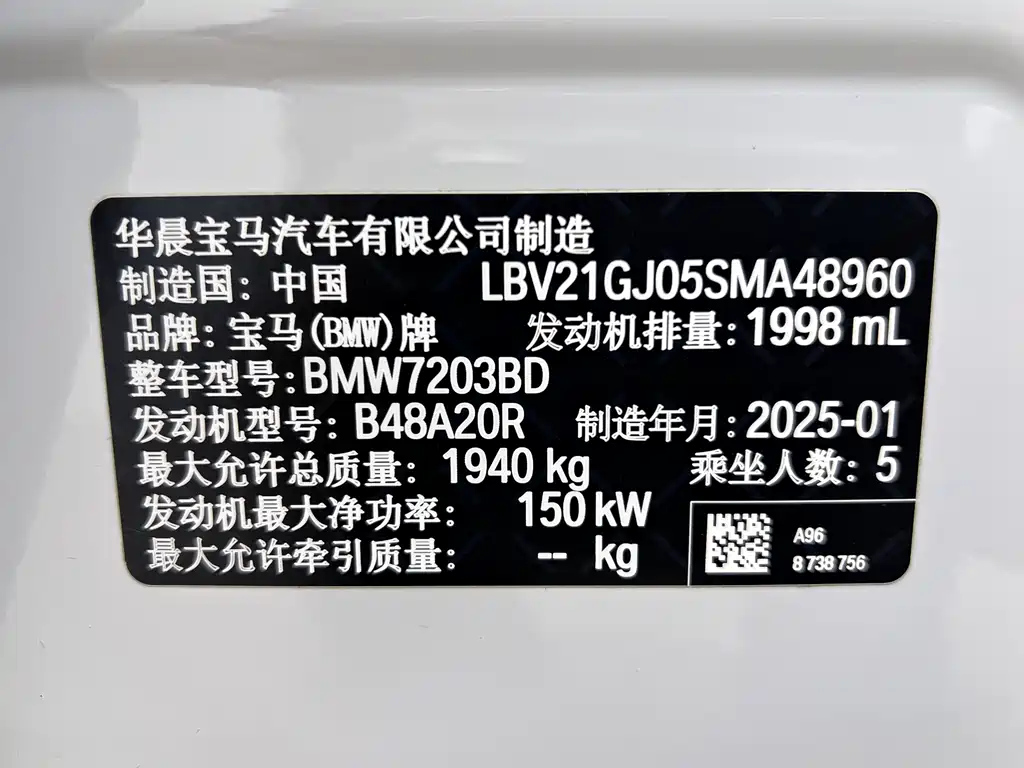 华晨宝马汽车有限公司制造
制造国：中国 LBV21GJ05SMA48960
品牌：宝马(BMW)牌 发动机排量：1998 mL
整车型号：BMW7203BD
发动机型号：B48A20R 制造年月：2025-01
最大允许总质量：1940 kg 乘坐人数：5
发动机最大净功率：150 kW
最大允许牵引质量：-- kg
A96
8 738 756